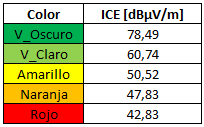 Color ICE [dBµV/m]
V_Oscuro 78,49
V_Claro 60,74
Amarillo 50,52
Naranja 47,83
Rojo 42,83